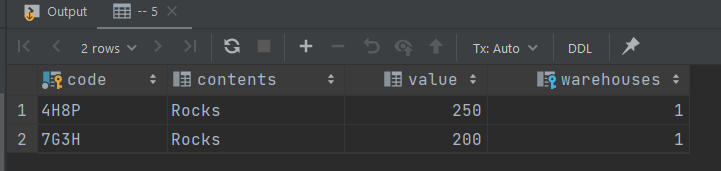 Output -- 5
2 rows Tx: Auto DDL
code contents value warehouses
1 4H8P Rocks 250 1
2 7G3H Rocks 200 1